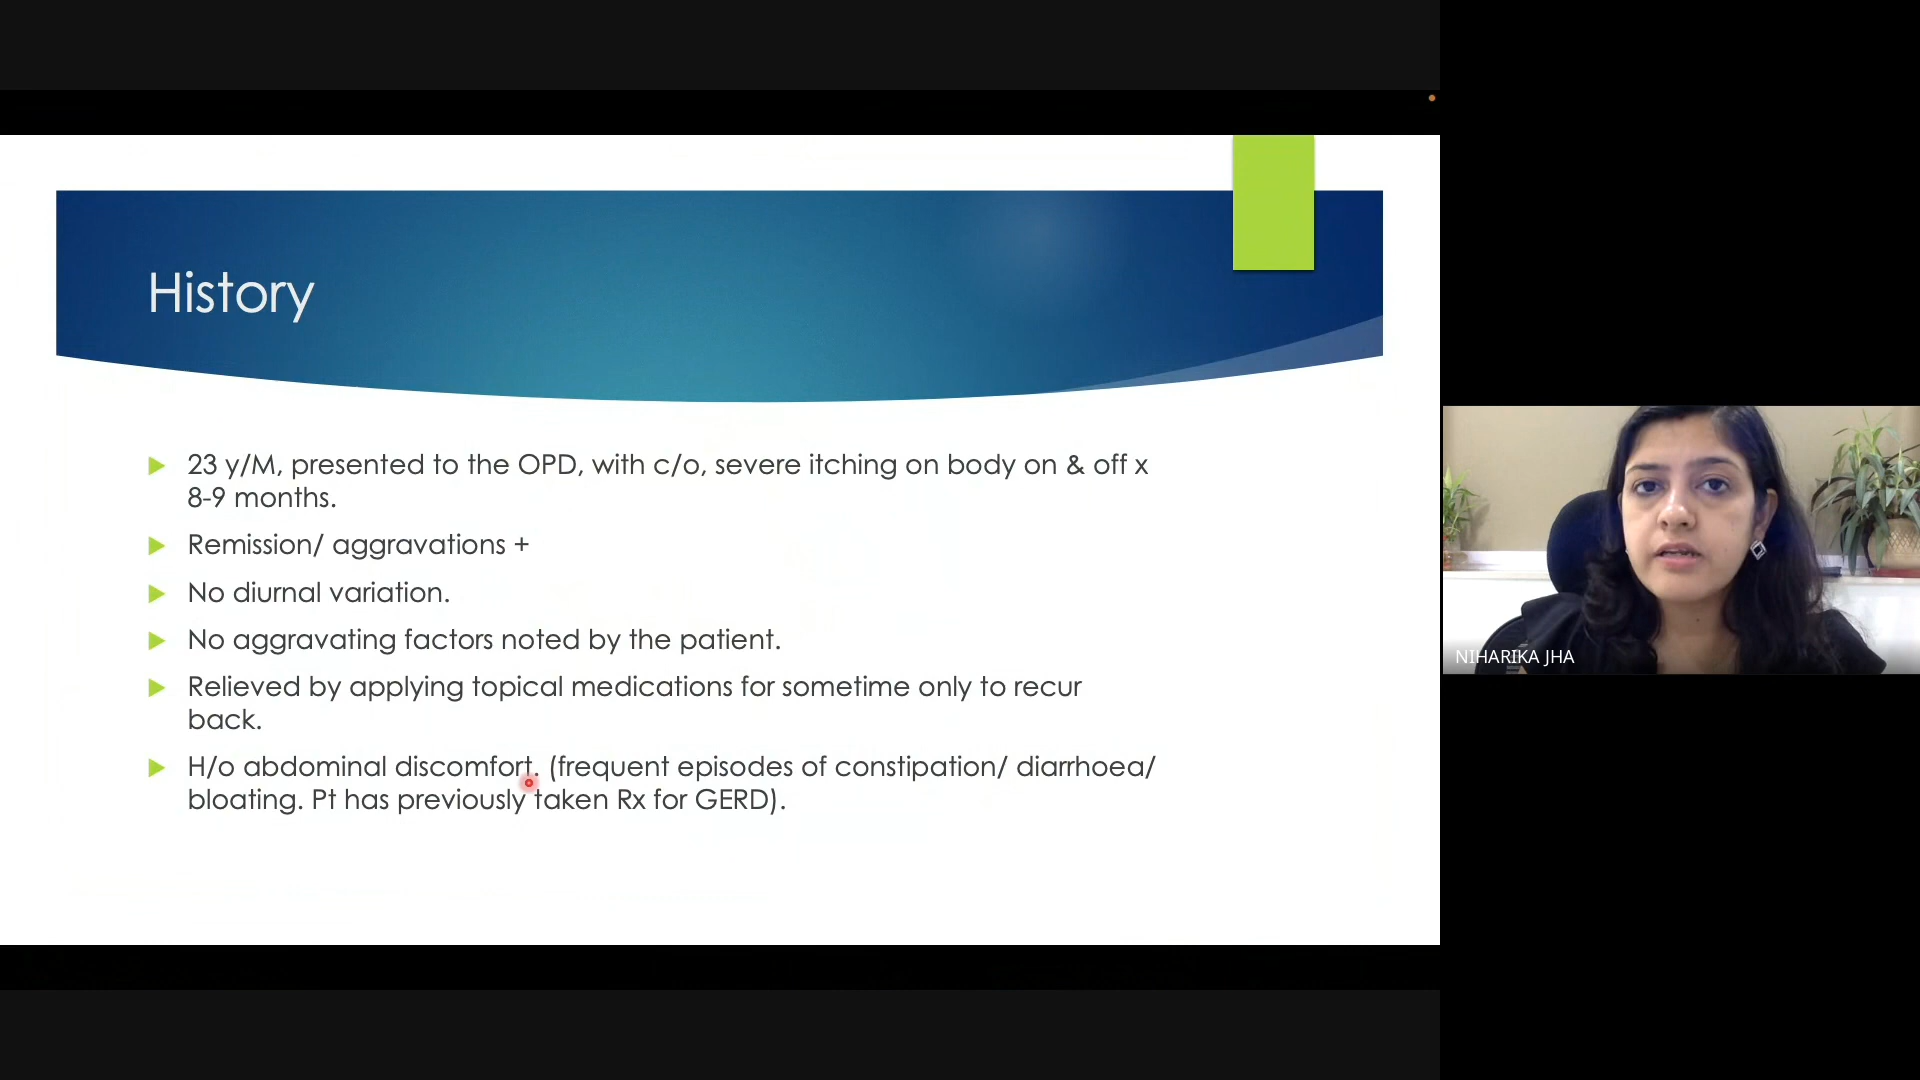 History
23 y/M, presented to the OPD, with c/o, severe itching on body on & off x
8-9 months.
Remission/ aggravations +
No diurnal variation.
No aggravating factors noted by the patient.
Relieved by applying topical medications for sometime only to recur
back.
H/o abdominal discomfort. (frequent episodes of constipation/ diarrhoea/
bloating. Pt has previously taken Rx for GERD).
NIHARIKA JHA